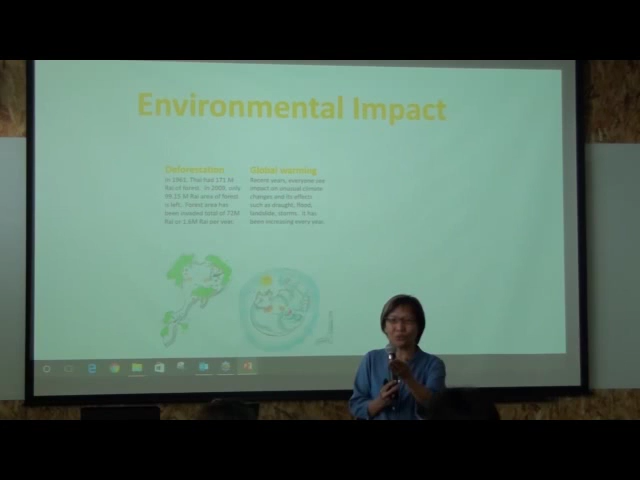 Environmental Impact
Deforestation
In 1961, Thai had 171 M
Rai of forest. In 2009, only
99.15 M Rai area of forest
is left. Forest area has
been invaded total of 72M
Rai or 1.6M Rai per year.
Global warming
Recent years, everyone see
impact on unusual climate
changes and its effects
such as draught, flood,
landslide, storms. It has
been increasing every year.